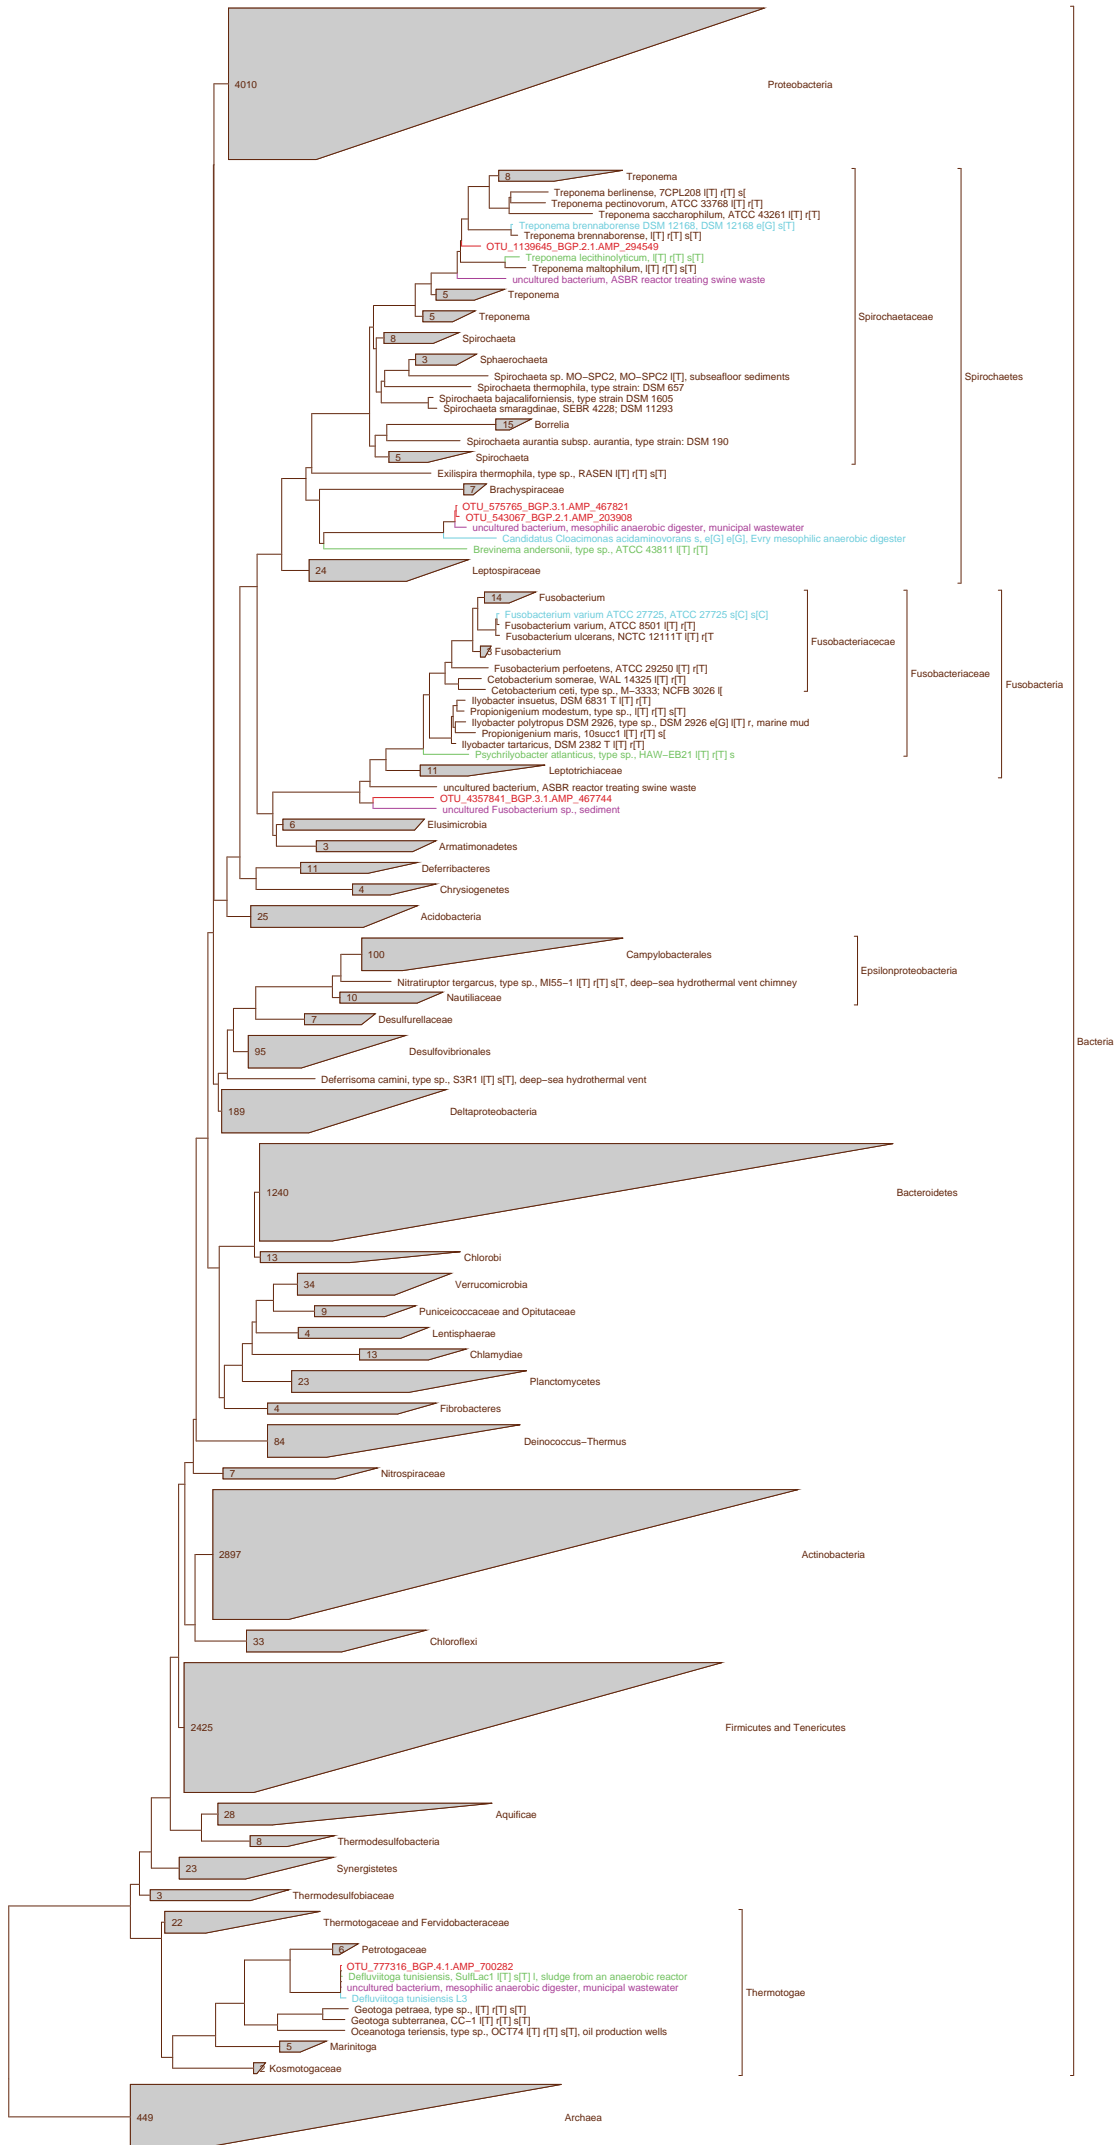 4010
Proteobacteria
8
Treponema
Treponema berlinense, 7CPL208 l[T] r[T] s[
Treponema pectinovorum, ATCC 33768 l[T] r[T]
Treponema saccharophilum, ATCC 43261 l[T] r[T]
Treponema brennaborense DSM 12168, DSM 12168 e[G] s[T]
Treponema brennaborense, l[T] r[T] s[T]
OTU_1139645_BGP.2.1.AMP_294549
Treponema lecithinolyticum, l[T] r[T] s[T]
Treponema maltophilum, l[T] r[T] s[T]
uncultured bacterium, ASBR reactor treating swine waste
5
Treponema
5
Treponema
Spirochaetaceae
8
Spirochaeta
3
Sphaerochaeta
Spirochaeta sp. MO−SPC2, MO−SPC2 l[T], subseafloor sediments
Spirochaetes
Spirochaeta thermophila, type strain: DSM 657
Spirochaeta bajacaliforniensis, type strain DSM 1605
Spirochaeta smaragdinae, SEBR 4228; DSM 11293
15
Borrelia
Spirochaeta aurantia subsp. aurantia, type strain: DSM 190
5
Spirochaeta
Exilispira thermophila, type sp., RASEN l[T] r[T] s[T]
7
Brachyspiraceae
OTU_575765_BGP.3.1.AMP_467821
OTU_543067_BGP.2.1.AMP_203908
uncultured bacterium, mesophilic anaerobic digester, municipal wastewater
Candidatus Cloacimonas acidaminovorans s, e[G] e[G], Evry mesophilic anaerobic digester
Brevinema andersonii, type sp., ATCC 43811 l[T] r[T]
24
Leptospiraceae
14
Fusobacterium
Fusobacterium varium ATCC 27725, ATCC 27725 s[C] s[C]
Fusobacterium varium, ATCC 8501 l[T] r[T]
Fusobacterium ulcerans, NCTC 12111T l[T] r[T
Fusobacteriacecae
Fusobacteriaceae
3
Fusobacterium
Fusobacterium perfoetens, ATCC 29250 l[T] r[T]
Cetobacterium somerae, WAL 14325 l[T] r[T]
Fusobacteria
Cetobacterium ceti, type sp., M−3333; NCFB 3026 l[
Ilyobacter insuetus, DSM 6831 T l[T] r[T]
Propionigenium modestum, type sp., l[T] r[T] s[T]
Ilyobacter polytropus DSM 2926, type sp., DSM 2926 e[G] l[T] r, marine mud
Propionigenium maris, 10succ1 l[T] r[T] s[
Ilyobacter tartaricus, DSM 2382 T l[T] r[T]
Psychrilyobacter atlanticus, type sp., HAW−EB21 l[T] r[T] s
11
Leptotrichiaceae
uncultured bacterium, ASBR reactor treating swine waste
OTU_4357841_BGP.3.1.AMP_467744
uncultured Fusobacterium sp., sediment
6
Elusimicrobia
3
Armatimonadetes
11
Deferribacteres
4
Chrysiogenetes
25
Acidobacteria
100
Campylobacterales
Epsilonproteobacteria
Nitratiruptor tergarcus, type sp., MI55−1 l[T] r[T] s[T, deep−sea hydrothermal vent chimney
10
Nautiliaceae
7
Desulfurellaceae
Bacteria
95
Desulfovibrionales
Deferrisoma camini, type sp., S3R1 l[T] s[T], deep−sea hydrothermal vent
189
Deltaproteobacteria
1240
Bacteroidetes
13
Chlorobi
34
Verrucomicrobia
9
Puniceicoccaceae and Opitutaceae
4
Lentisphaerae
13
Chlamydiae
23
Planctomycetes
4
Fibrobacteres
84
Deinococcus−Thermus
7
Nitrospiraceae
2897
Actinobacteria
33
Chloroflexi
2425
Firmicutes and Tenericutes
28
Aquificae
8
Thermodesulfobacteria
23
Synergistetes
3
Thermodesulfobiaceae
22
Thermotogaceae and Fervidobacteraceae
6
Petrotogaceae
OTU_777316_BGP.4.1.AMP_700282
Defluviitoga tunisiensis, SulfLac1 l[T] s[T] l, sludge from an anaerobic reactor
uncultured bacterium, mesophilic anaerobic digester, municipal wastewater
Thermotogae
Defluviitoga tunisiensis L3
Geotoga petraea, type sp., l[T] r[T] s[T]
Geotoga subterranea, CC−1 l[T] r[T] s[T]
Oceanotoga teriensis, type sp., OCT74 l[T] r[T] s[T], oil production wells
5
Marinitoga
2
Kosmotogaceae
449
Archaea